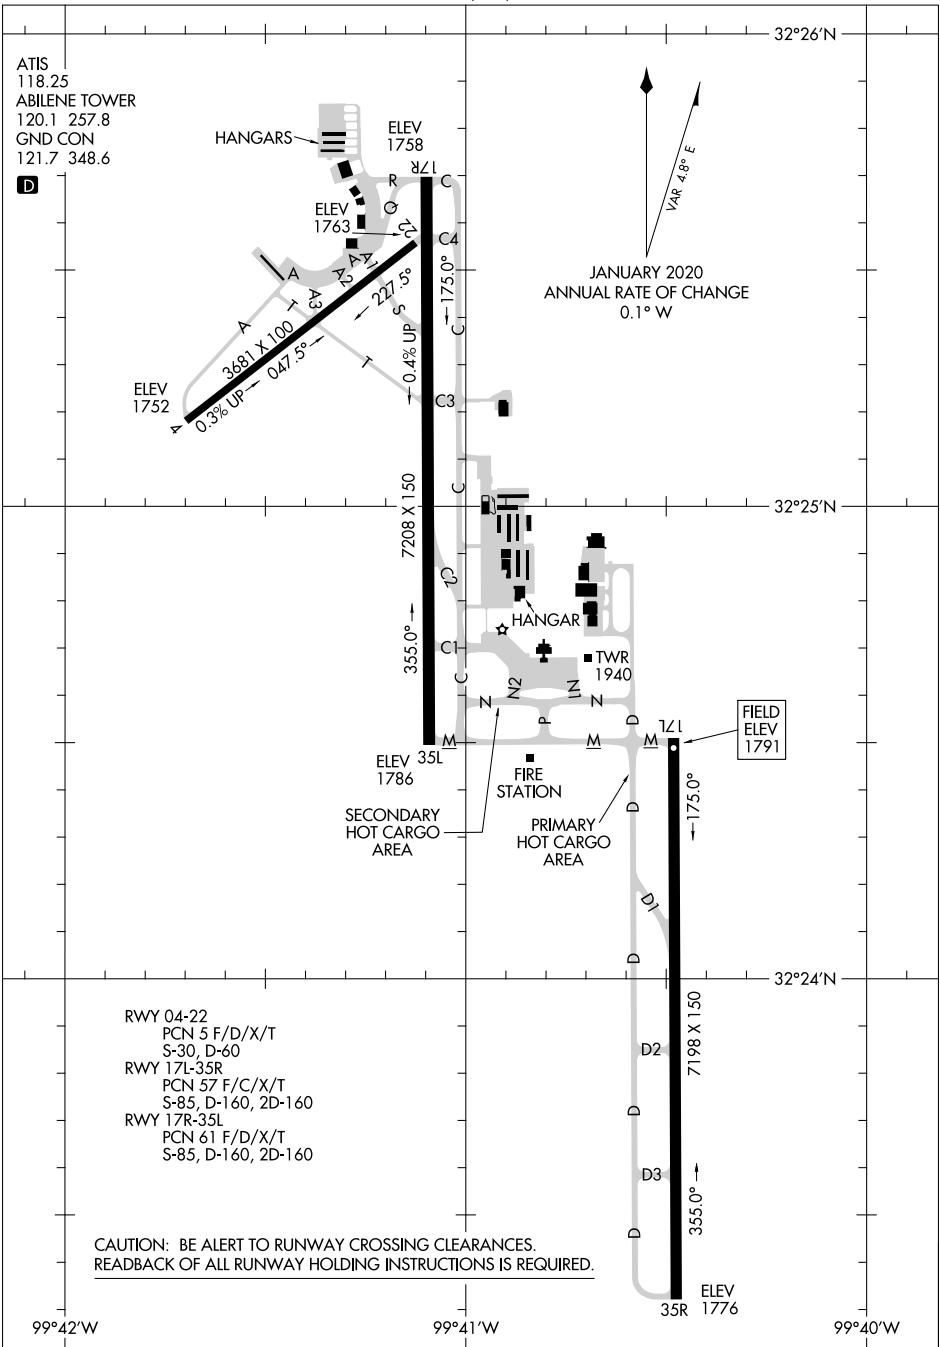 32°26'N
ATIS
118.25
ABILENE TOWER
120.1 257.8
GND CON
121.7 348.6
D
HANGARS
ELEV
1758
17R
R
C
Q
ELEV
1763
22
C4
VAR 4.8° E
JANUARY 2020
ANNUAL RATE OF CHANGE
0.1° W
A
A1
A
A2
A3
T
S
A
T
227.5°
175.0°
C
3681 X 100
047.5°
0.3% UP
0.4% UP
ELEV
1752
4
C3
C
7208 X 150
32°25'N
C2
355.0°
HANGAR
C1
C
TWR
1940
N2
N1
Z
Z
P
D
17L
FIELD
ELEV
1791
M
M
M
35L
ELEV
1786
FIRE
STATION
SECONDARY
HOT CARGO
AREA
PRIMARY
HOT CARGO
AREA
D
175.0°
D1
D
32°24'N
7198 X 150
D2
D
D3
355.0°
D
RWY 04-22
PCN 5 F/D/X/T
S-30, D-60
RWY 17L-35R
PCN 57 F/C/X/T
S-85, D-160, 2D-160
RWY 17R-35L
PCN 61 F/D/X/T
S-85, D-160, 2D-160
CAUTION: BE ALERT TO RUNWAY CROSSING CLEARANCES.
READBACK OF ALL RUNWAY HOLDING INSTRUCTIONS IS REQUIRED.
35R
ELEV
1776
99°42'W
99°41'W
99°40'W